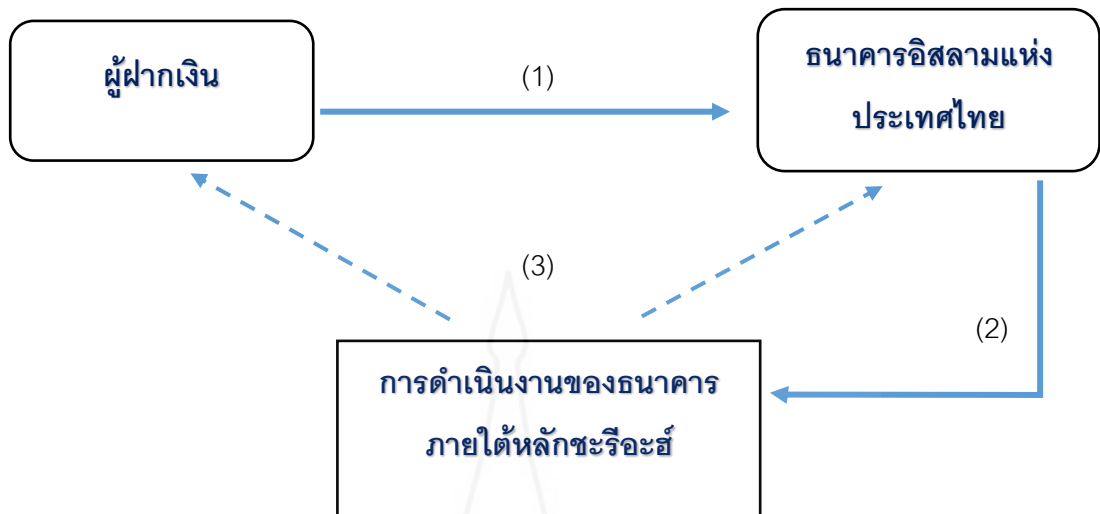 ผู้ฝากเงิน
(1)
ธนาคารอิสลามแห่ง
ประเทศไทย
(3)
(2)
การดำเนินงานของธนาคาร
ภายใต้หลักชะรีอะฮ์